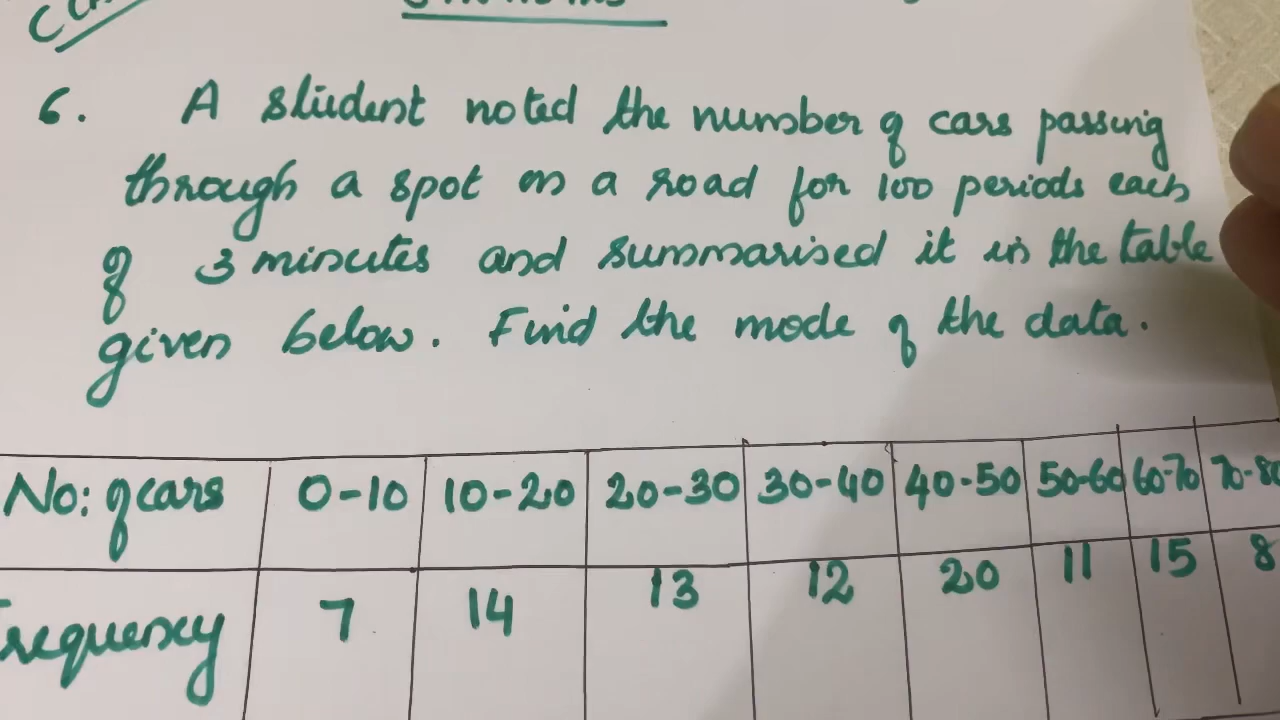 6. A student noted the number of cars passing
through a spot on a road for 100 periods each
of 3 minutes and summarised it in the table
given below. Find the mode of the data.
No: of cars 0-10 10-20 20-30 30-40 40-50 50-60 60-70 70-80
Frequency 7 14 13 12 20 11 15 8